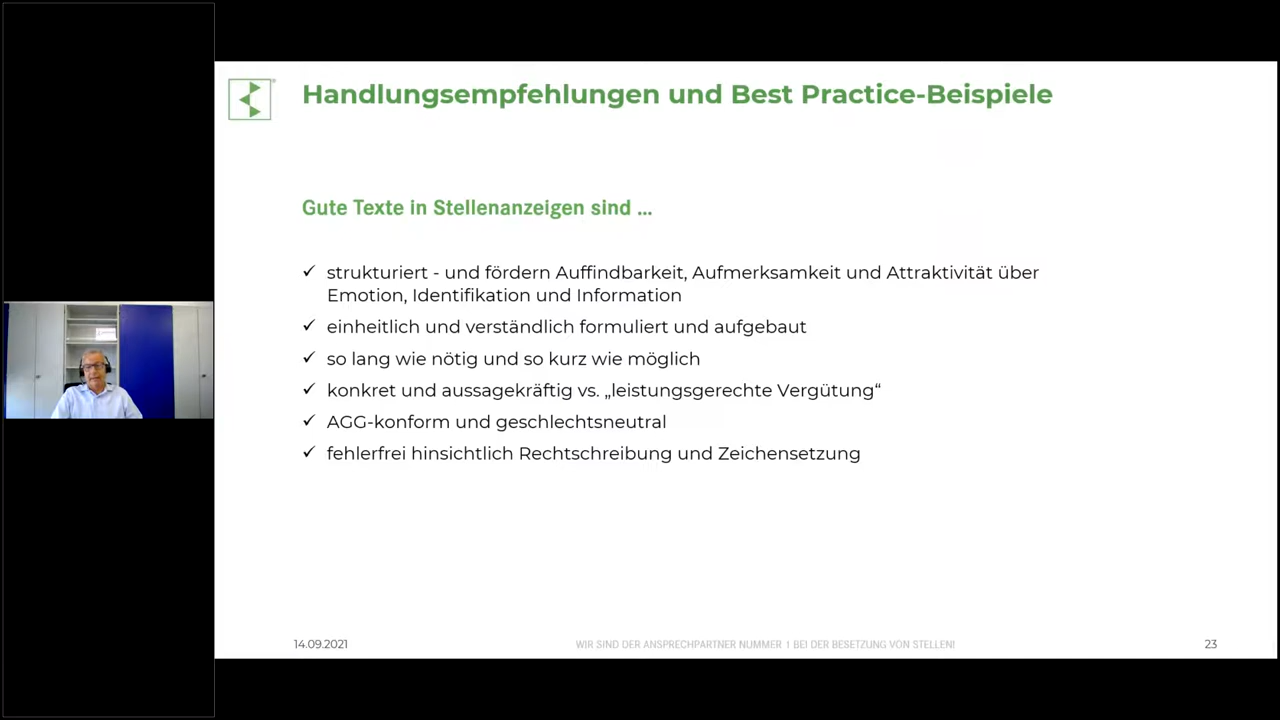 Handlungsempfehlungen und Best Practice-Beispiele
Gute Texte in Stellenanzeigen sind ...
✓ strukturiert - und fördern Auffindbarkeit, Aufmerksamkeit und Attraktivität über
Emotion, Identifikation und Information
✓ einheitlich und verständlich formuliert und aufgebaut
✓ so lang wie nötig und so kurz wie möglich
✓ konkret und aussagekräftig vs. „leistungsgerechte Vergütung“
✓ AGG-konform und geschlechtsneutral
✓ fehlerfrei hinsichtlich Rechtschreibung und Zeichensetzung
14.09.2021
WIR SIND DER ANSPRECHPARTNER NUMMER 1 BEI DER BESETZUNG VON STELLEN!
23